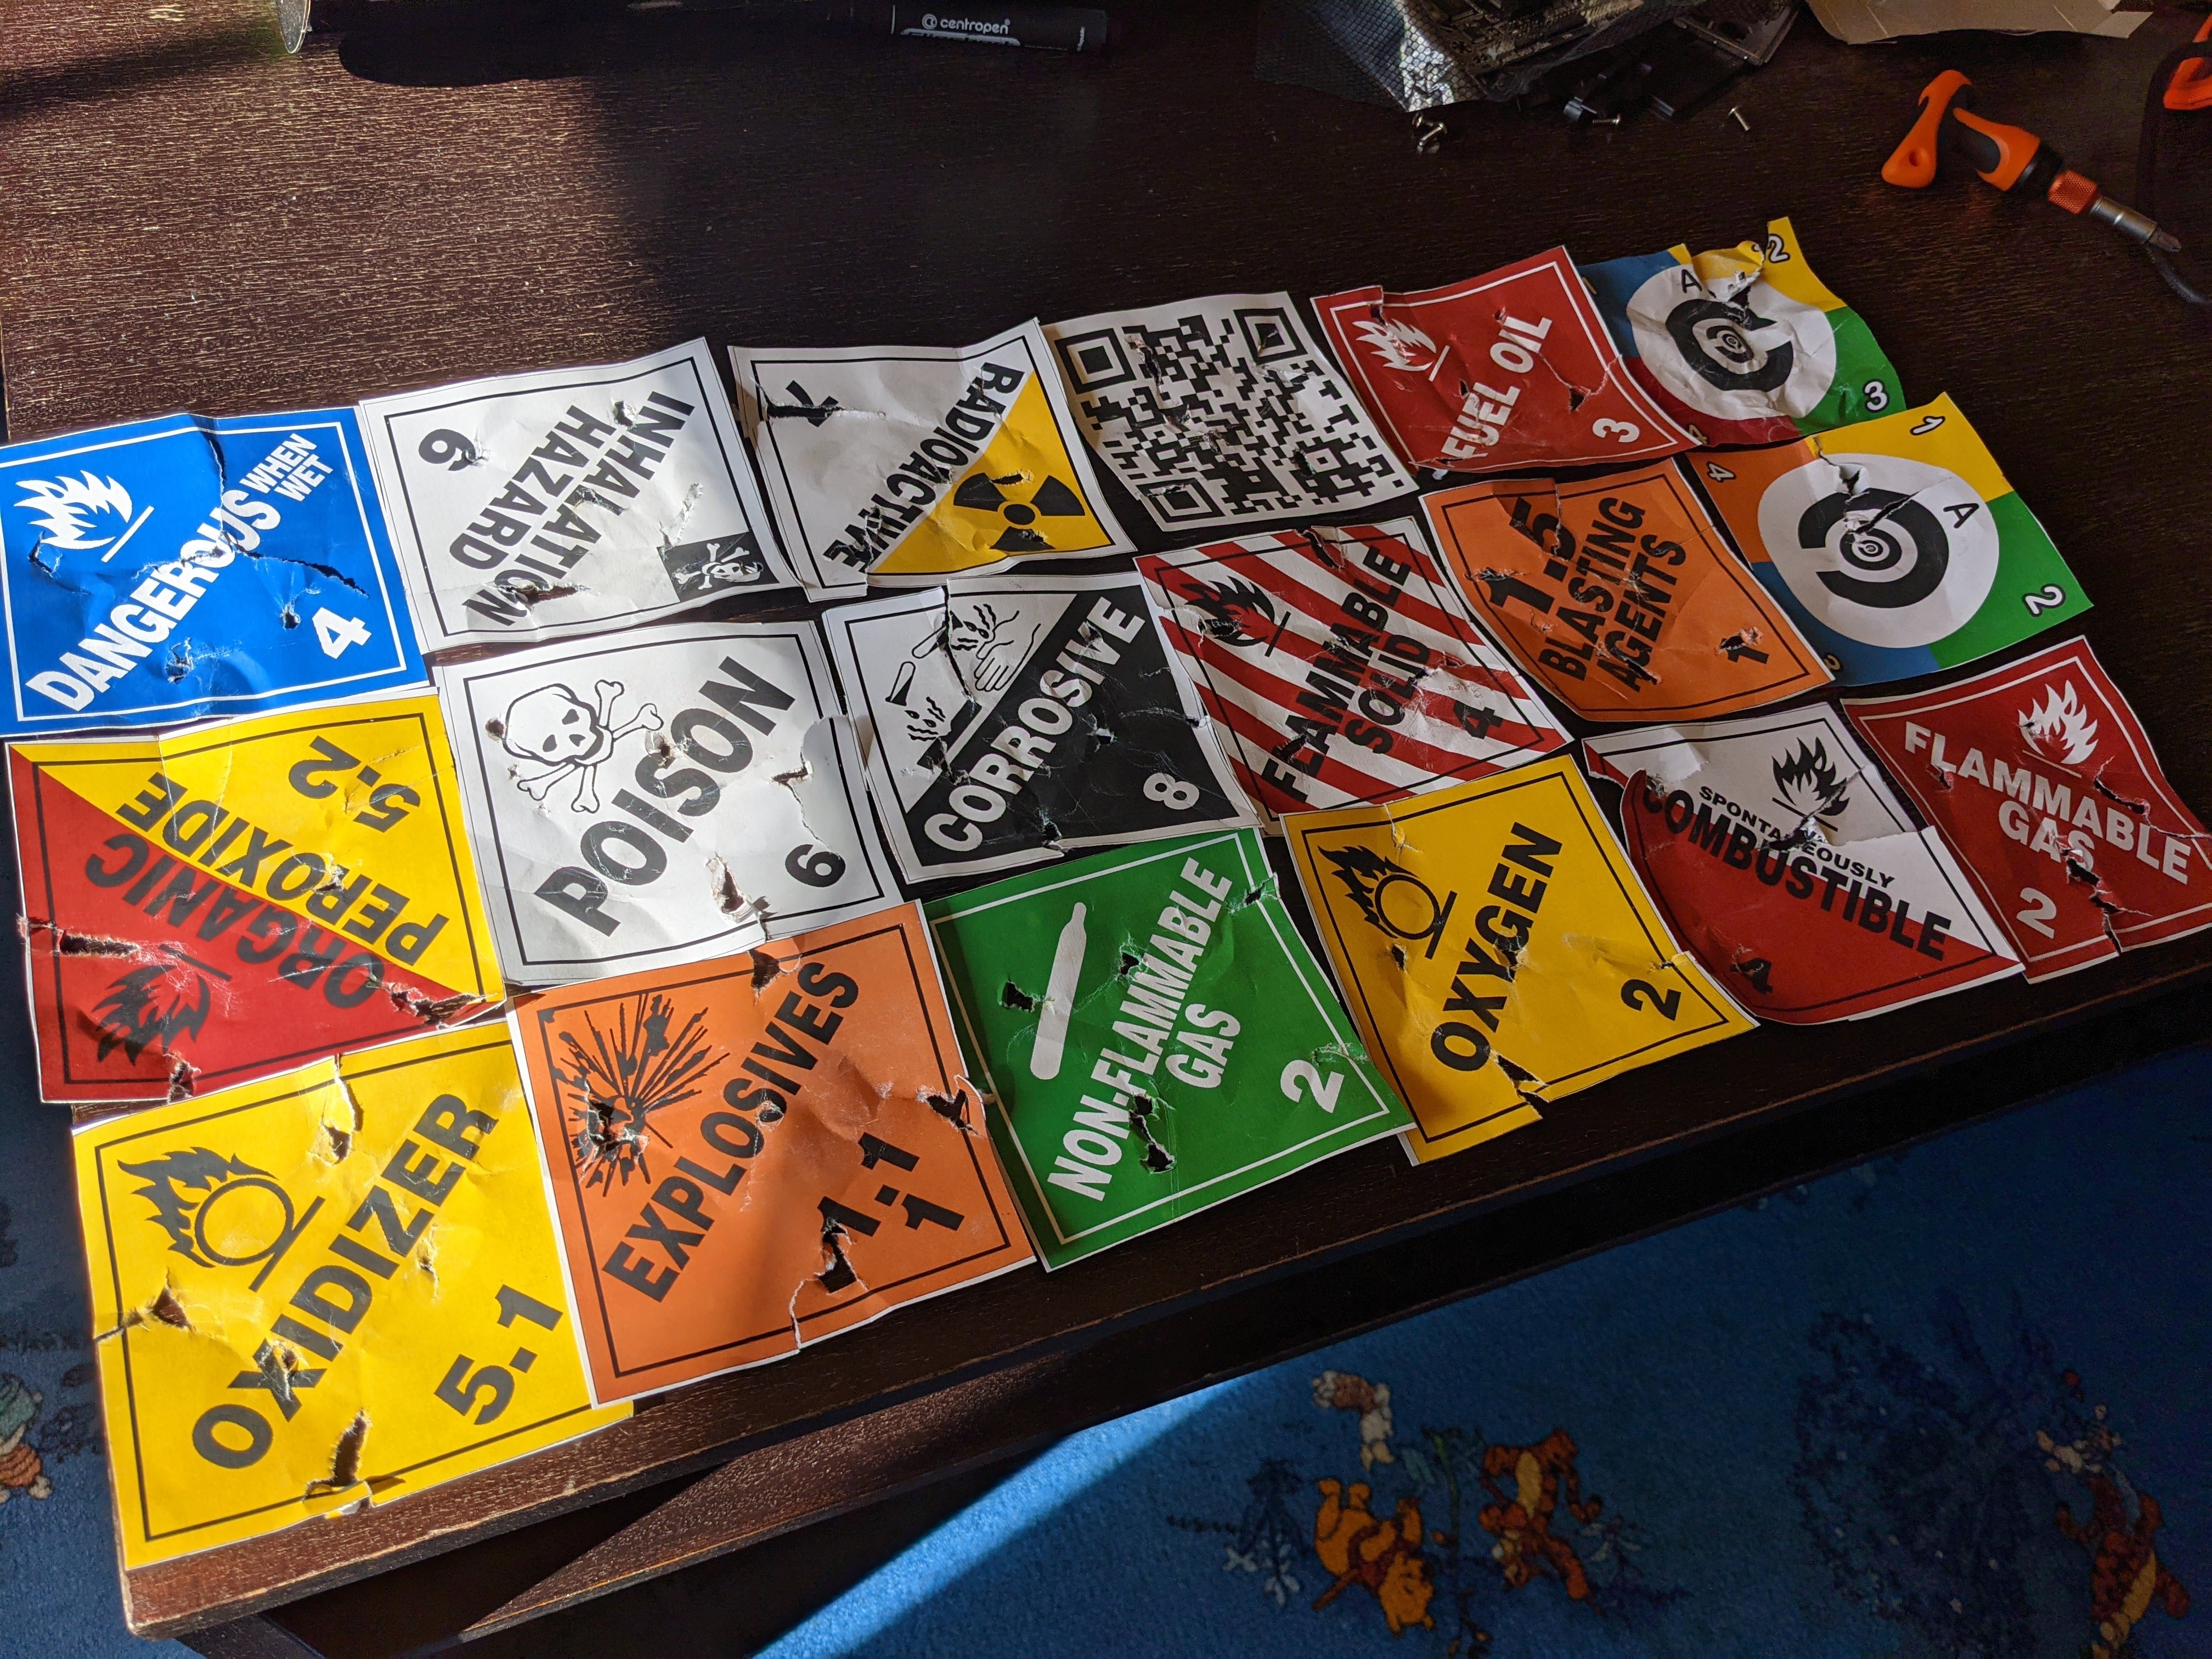 centropen
2
A
3
FUEL OIL
3
RADIOACTIVE
7
INHALATION
HAZARD
6
DANGEROUS
WHEN
WET
4
1
A
4
2
1.5
BLASTING
AGENTS
1
FLAMMABLE
SOLID
4
CORROSIVE
8
POISON
6
ORGANIC
PEROXIDE
5.2
FLAMMABLE
GAS
2
SPONTANEOUSLY
COMBUSTIBLE
4
OXYGEN
2
NON-FLAMMABLE
GAS
2
EXPLOSIVES
1.1
1
OXIDIZER
5.1